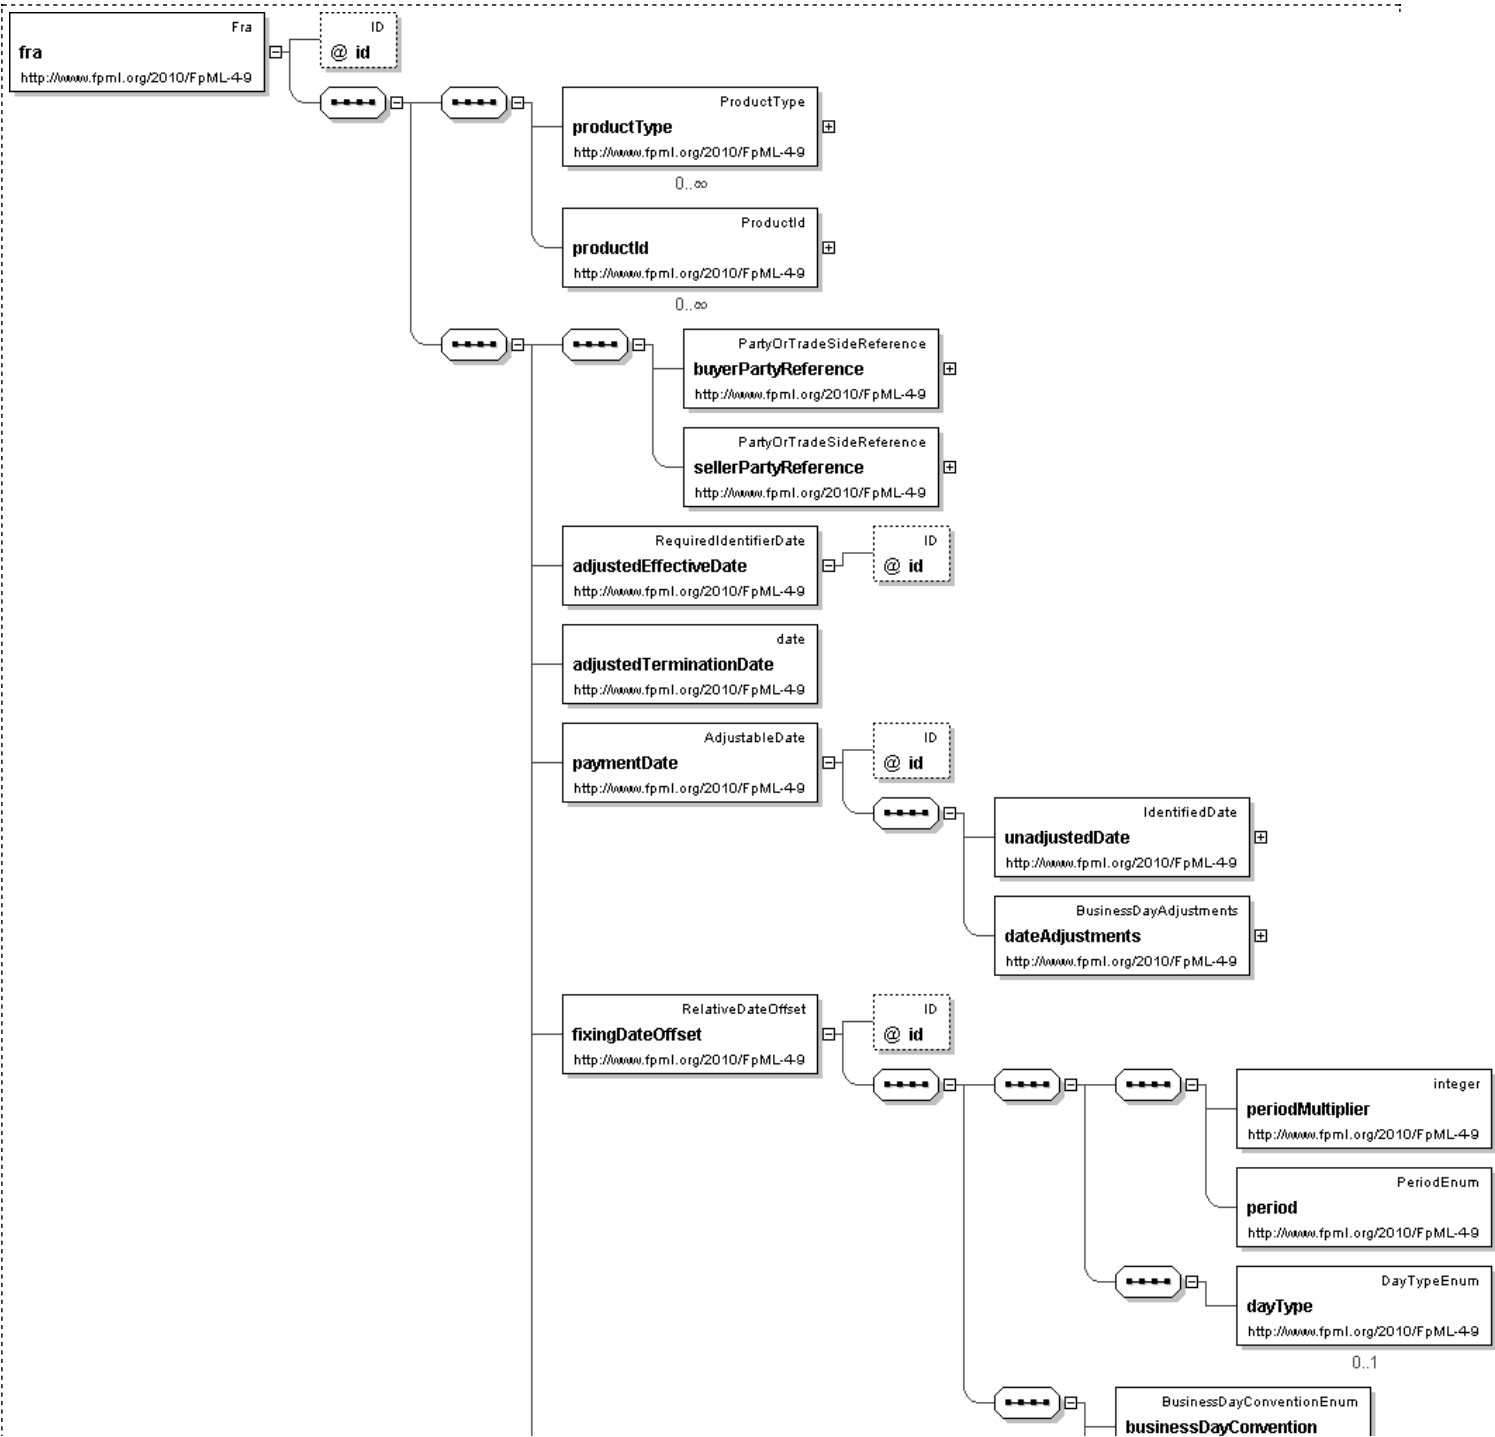 Fra
fra
http://www.fpml.org/2010/FpML-4-9
ID
@ id
ProductType
productType
http://www.fpml.org/2010/FpML-4-9
0..∞
ProductId
productId
http://www.fpml.org/2010/FpML-4-9
0..∞
PartyOrTradeSideReference
buyerPartyReference
http://www.fpml.org/2010/FpML-4-9
PartyOrTradeSideReference
sellerPartyReference
http://www.fpml.org/2010/FpML-4-9
RequiredIdentifierDate
adjustedEffectiveDate
http://www.fpml.org/2010/FpML-4-9
ID
@ id
date
adjustedTerminationDate
http://www.fpml.org/2010/FpML-4-9
AdjustableDate
paymentDate
http://www.fpml.org/2010/FpML-4-9
ID
@ id
IdentifiedDate
unadjustedDate
http://www.fpml.org/2010/FpML-4-9
BusinessDayAdjustments
dateAdjustments
http://www.fpml.org/2010/FpML-4-9
RelativeDateOffset
fixingDateOffset
http://www.fpml.org/2010/FpML-4-9
ID
@ id
integer
periodMultiplier
http://www.fpml.org/2010/FpML-4-9
PeriodEnum
period
http://www.fpml.org/2010/FpML-4-9
DayTypeEnum
dayType
http://www.fpml.org/2010/FpML-4-9
0..1
BusinessDayConventionEnum
businessDayConvention